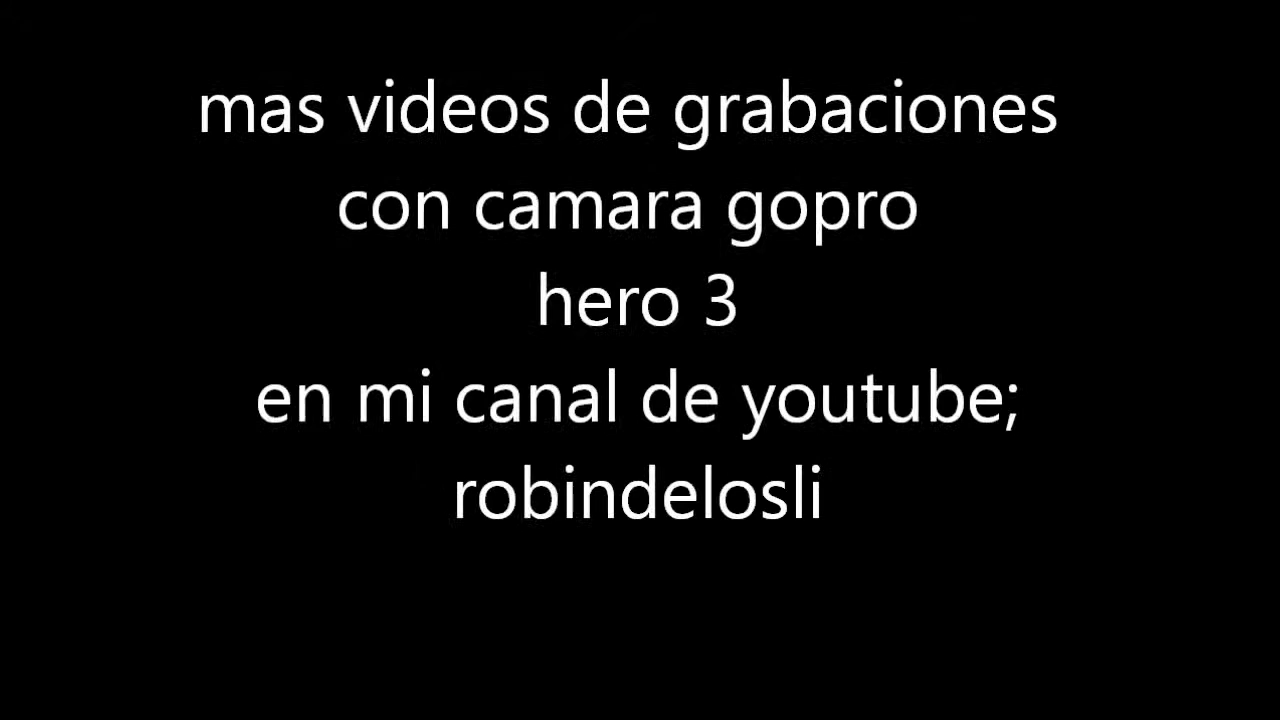 mas videos de grabaciones
con camara gopro
hero 3
en mi canal de youtube;
robindelosli